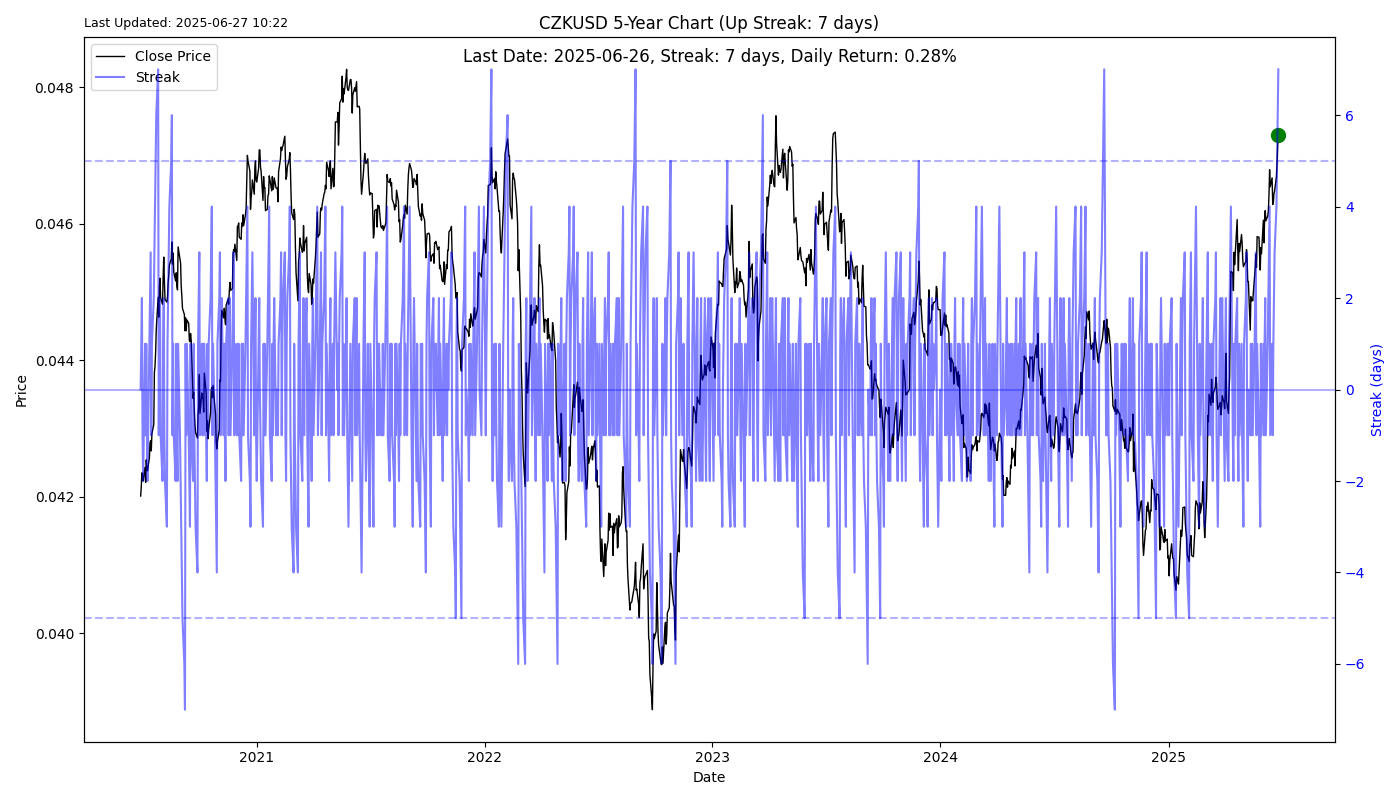 Last Updated: 2025-06-27 10:22
CZKUSD 5-Year Chart (Up Streak: 7 days)
Last Date: 2025-06-26, Streak: 7 days, Daily Return: 0.28%
Close Price
Streak
0.048
0.046
0.044
0.042
0.040
Price
6
4
2
0
−2
−4
−6
Streak (days)
2021
2022
2023
2024
2025
Date